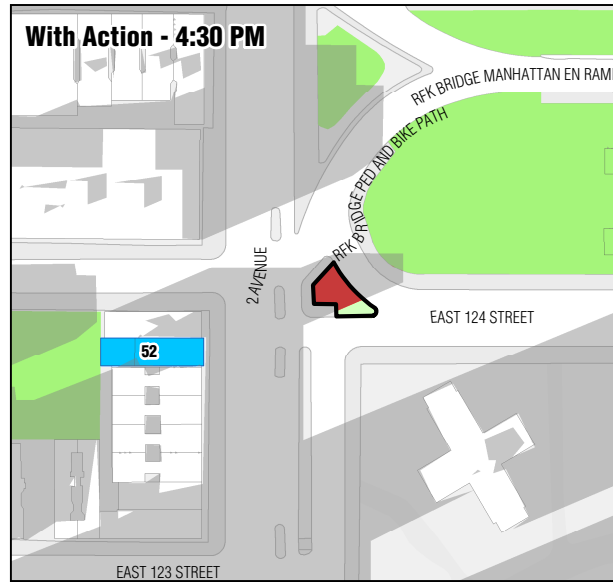 With Action - 4:30 PM
RFK BRIDGE MANHATTAN EN RAM
RFK BRIDGE PED AND BIKE PATH
2 AVENUE
EAST 124 STREET
52
EAST 123 STREET